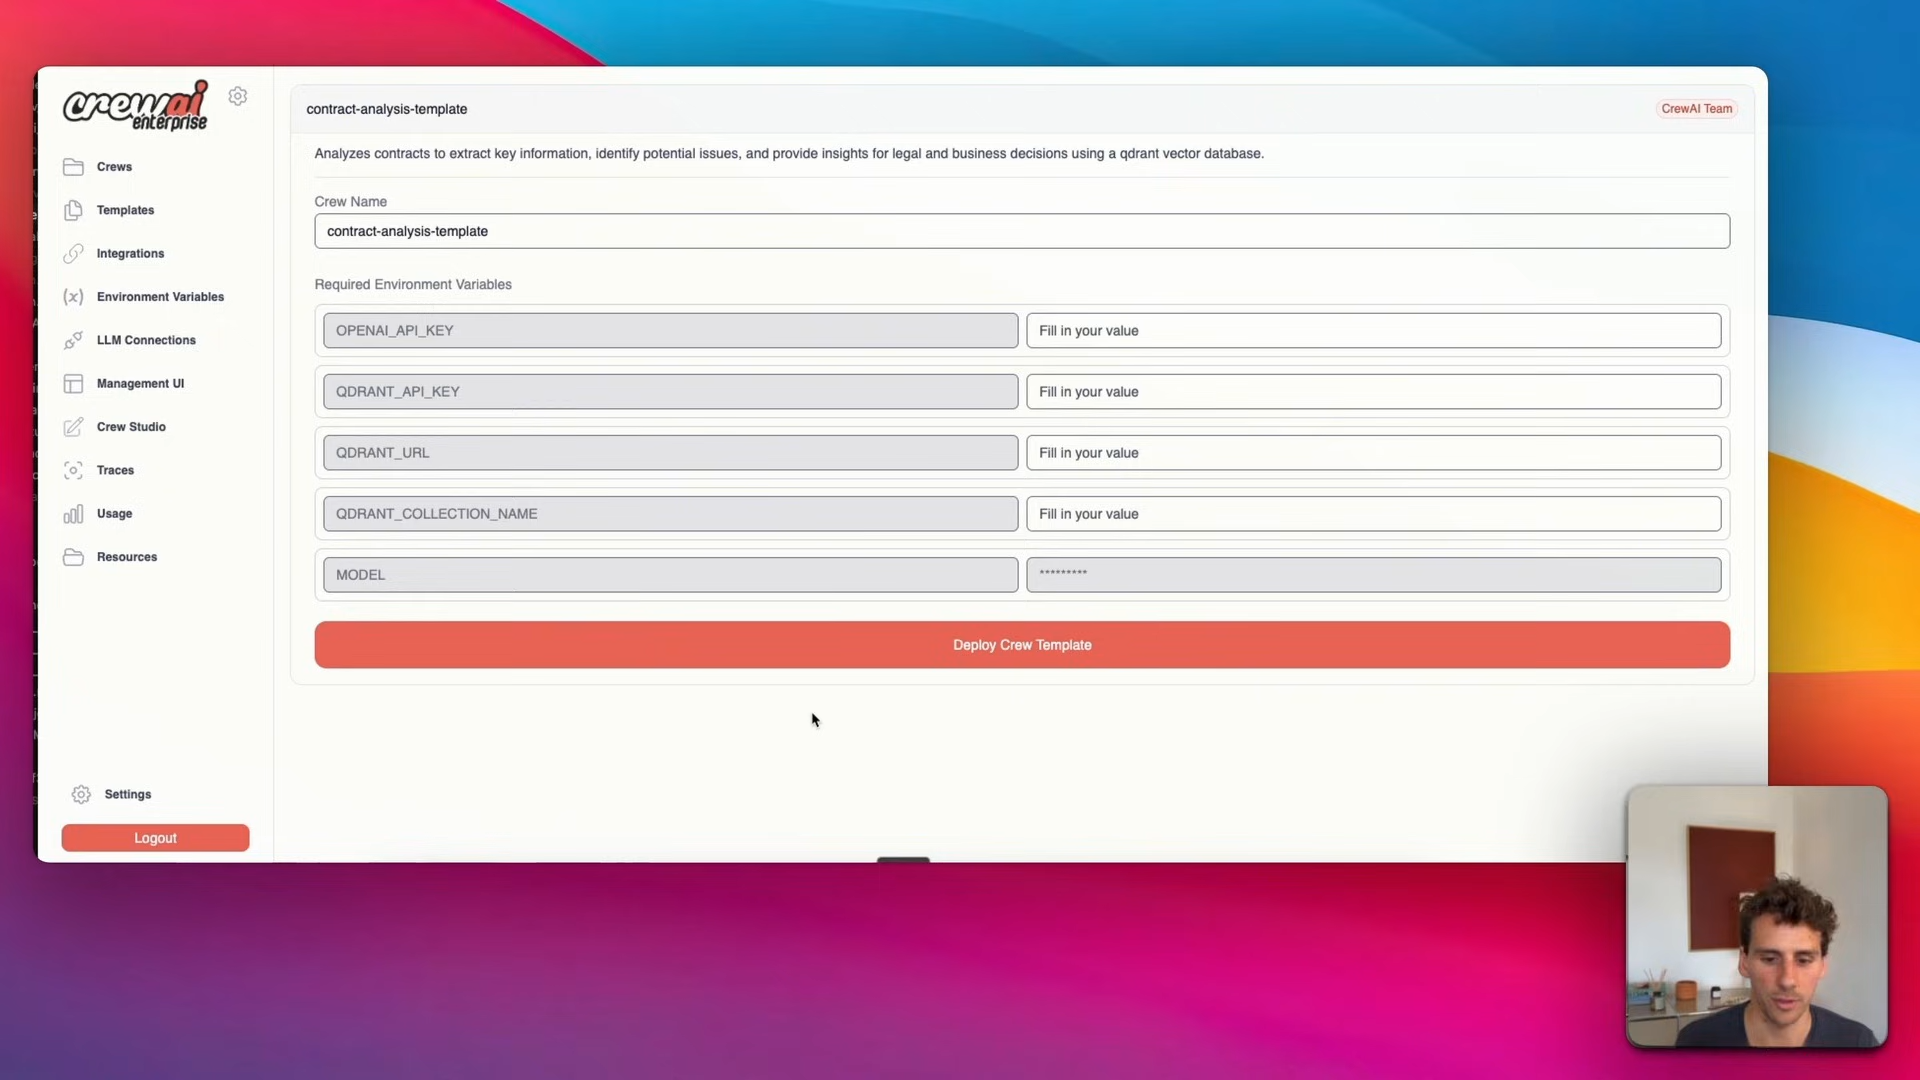 crewai
enterprise
Crews
Templates
Integrations
Environment Variables
LLM Connections
Management UI
Crew Studio
Traces
Usage
Resources
Settings
Logout
contract-analysis-template
CrewAI Team
Analyzes contracts to extract key information, identify potential issues, and provide insights for legal and business decisions using a qdrant vector database.
Crew Name
contract-analysis-template
Required Environment Variables
OPENAI_API_KEY Fill in your value
QDRANT_API_KEY Fill in your value
QDRANT_URL Fill in your value
QDRANT_COLLECTION_NAME Fill in your value
MODEL *********
Deploy Crew Template